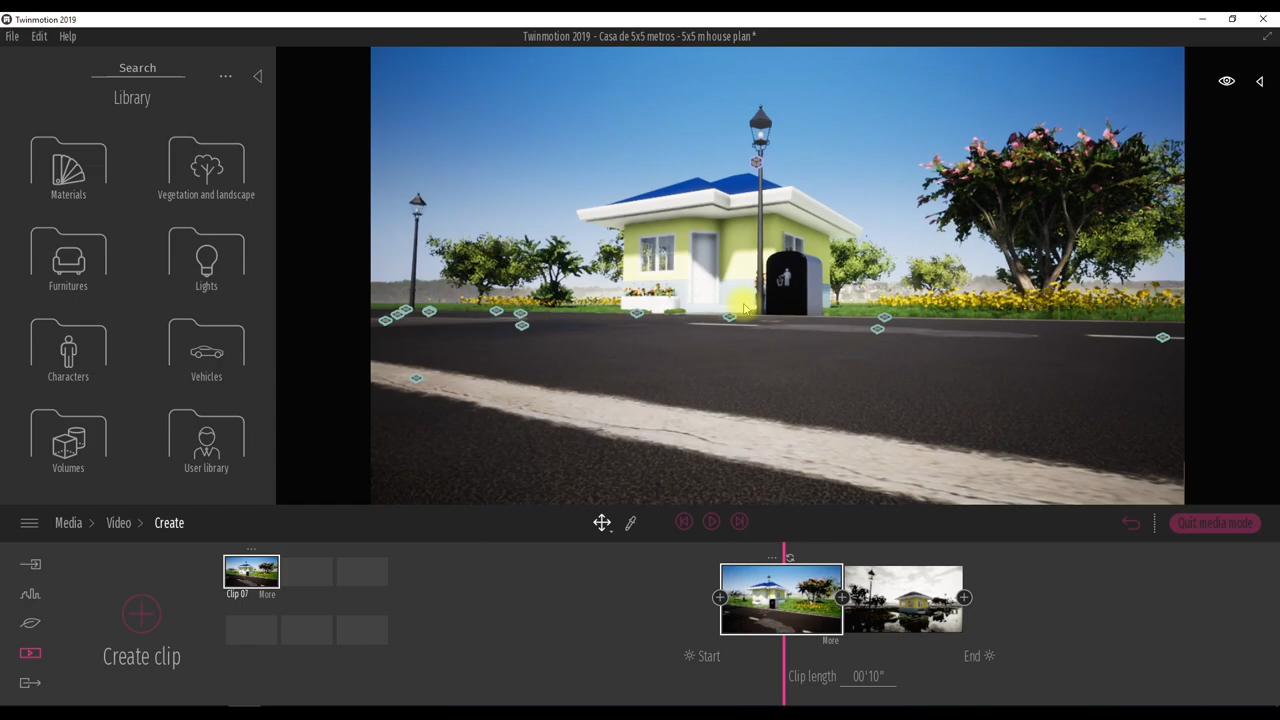 Twinmotion 2019
File Edit Help
Twinmotion 2019 - Casa de 5x5 metros - 5x5 m house plan*
Search
...
Library
Materials
Vegetation and landscape
Furnitures
Lights
Characters
Vehicles
Volumes
User library
Media > Video > Create
Quit media mode
Create clip
Clip 07 More
More
Start
End
Clip length 00'10"